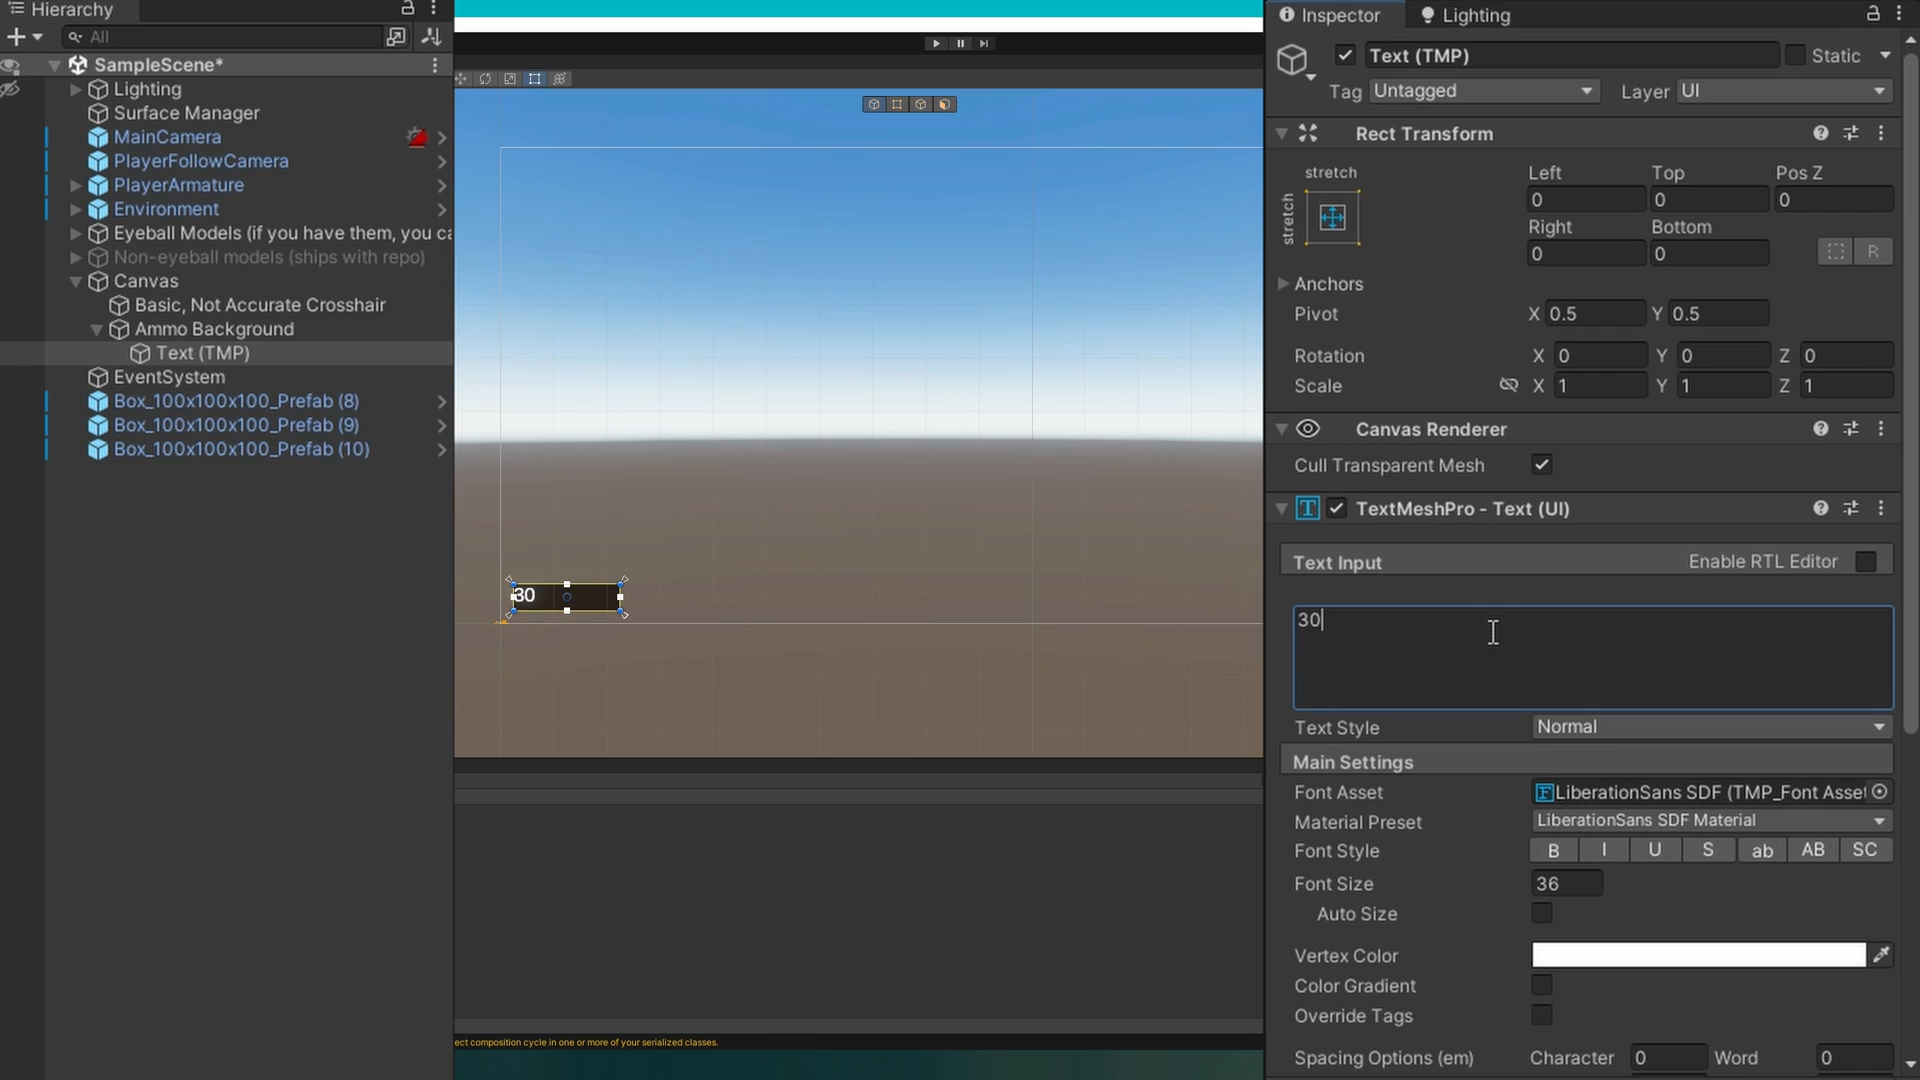 Hierarchy
All
SampleScene*
Lighting
Surface Manager
MainCamera
PlayerFollowCamera
PlayerArmature
Environment
Eyeball Models (if you have them, you ca
Non-eyeball models (ships with repo)
Canvas
Basic, Not Accurate Crosshair
Ammo Background
Text (TMP)
EventSystem
Box_100x100x100_Prefab (8)
Box_100x100x100_Prefab (9)
Box_100x100x100_Prefab (10)
30
ect composition cycle in one or more of your serialized classes.
Inspector
Lighting
Text (TMP)
Static
Tag Untagged Layer UI
Rect Transform
stretch
stretch
Left Top Pos Z
0 0 0
Right Bottom
0 0
R
Anchors
Pivot X 0.5 Y 0.5
Rotation X 0 Y 0 Z 0
Scale X 1 Y 1 Z 1
Canvas Renderer
Cull Transparent Mesh
T TextMeshPro - Text (UI)
Text Input Enable RTL Editor
30
Text Style Normal
Main Settings
Font Asset F LiberationSans SDF (TMP_Font Asset
Material Preset LiberationSans SDF Material
Font Style B I U S ab AB SC
Font Size 36
Auto Size
Vertex Color
Color Gradient
Override Tags
Spacing Options (em) Character 0 Word 0